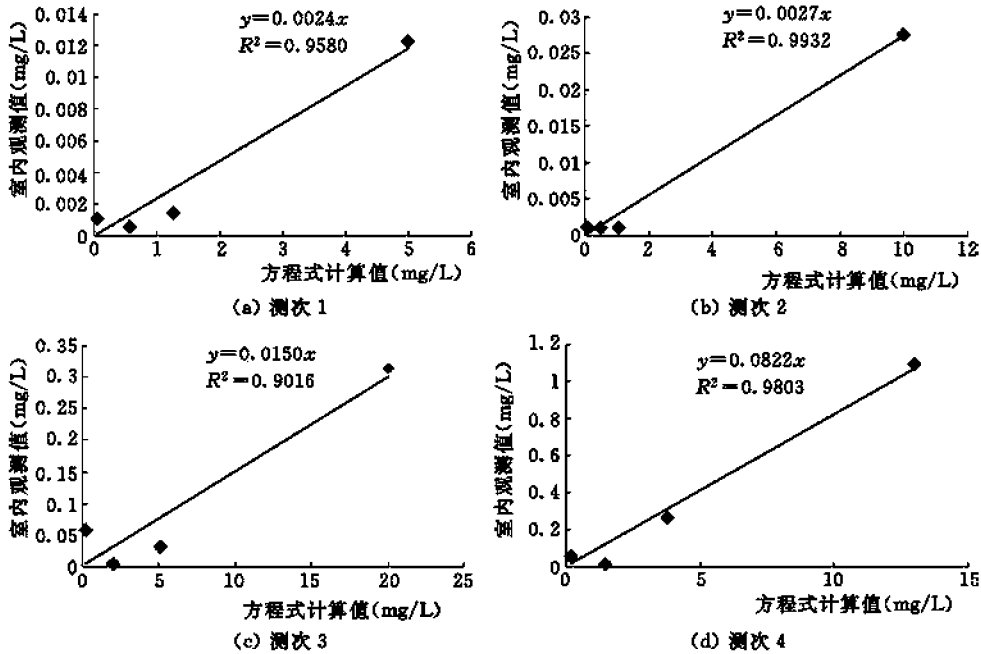 y=0.0024x
R²=0.9580
室内观测值(mg/L)
0.014
0.012
0.01
0.008
0.006
0.004
0.002
0
0 1 2 3 4 5 6
方程式计算值(mg/L)
(a) 测次 1
y=0.0027x
R²=0.9932
室内观测值(mg/L)
0.03
0.025
0.02
0.015
0.01
0.005
0
0 2 4 6 8 10 12
方程式计算值(mg/L)
(b) 测次 2
y=0.0150x
R²=0.9016
室内观测值(mg/L)
0.35
0.3
0.25
0.2
0.15
0.1
0.05
0
0 5 10 15 20 25
方程式计算值(mg/L)
(c) 测次 3
y=0.0822x
R²=0.9803
室内观测值(mg/L)
1.2
1
0.8
0.6
0.4
0.2
0
0 5 10 15
方程式计算值(mg/L)
(d) 测次 4